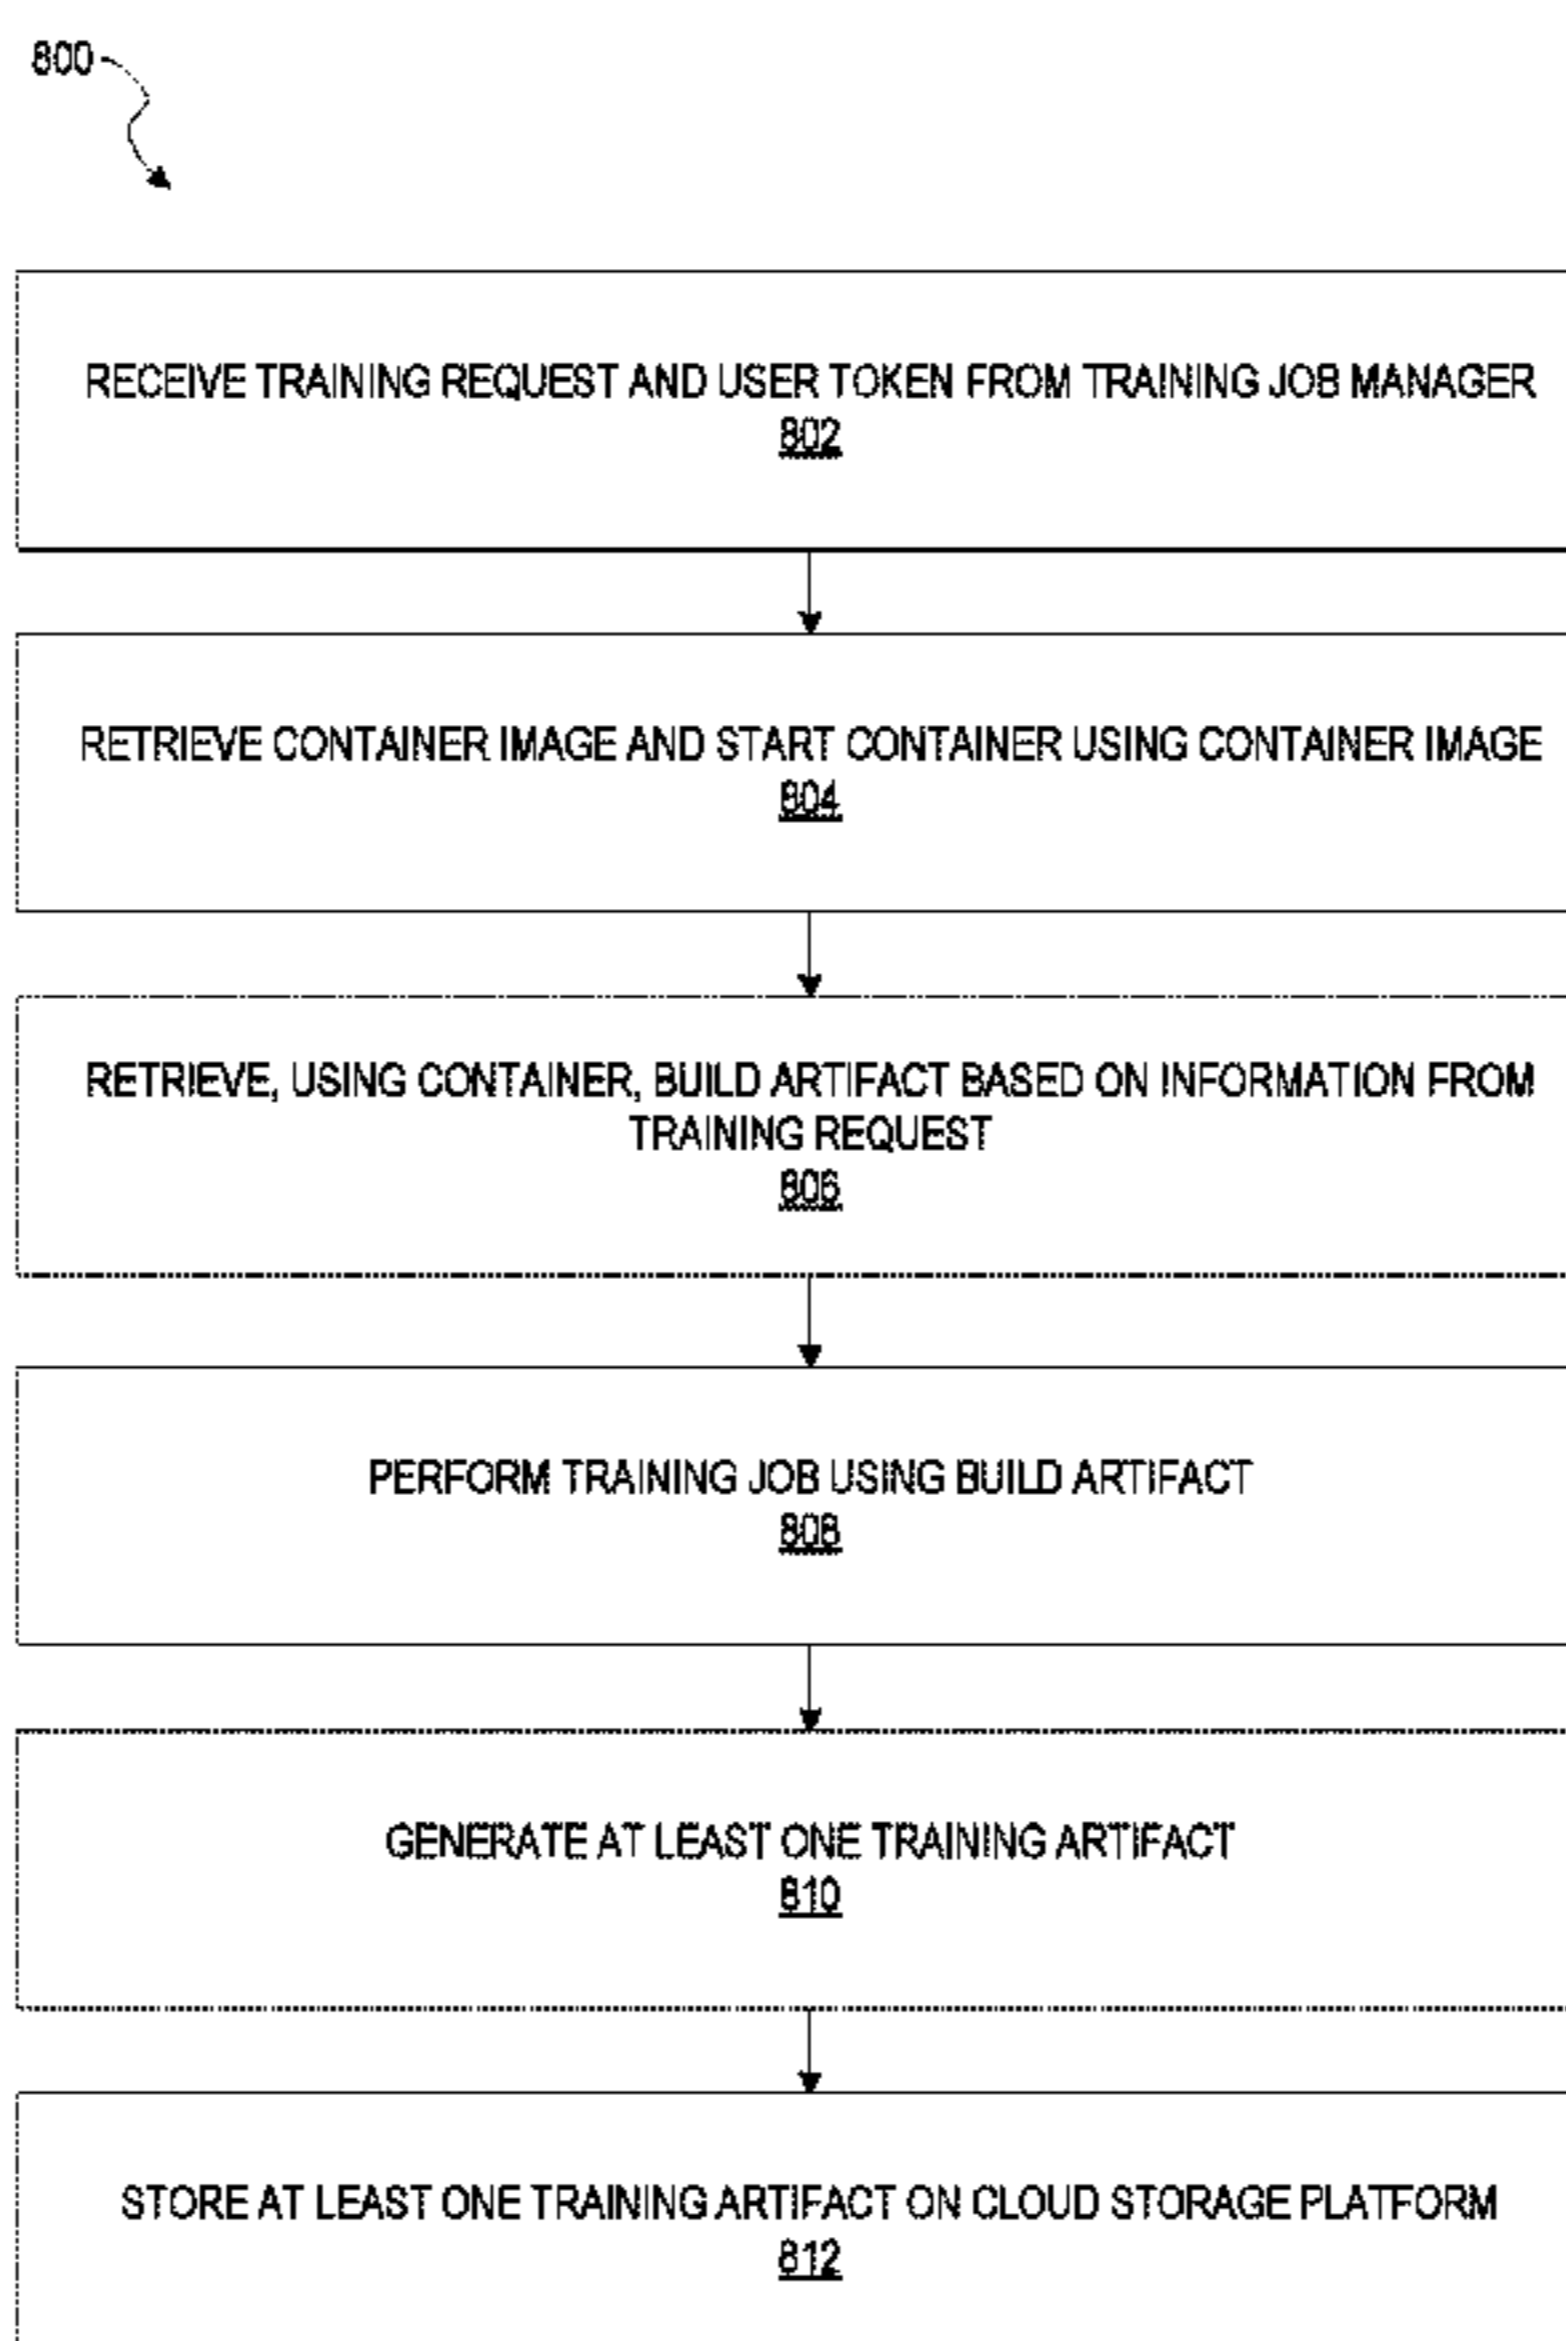 800
RECEIVE TRAINING REQUEST AND USER TOKEN FROM TRAINING JOB MANAGER
802
RETRIEVE CONTAINER IMAGE AND START CONTAINER USING CONTAINER IMAGE
804
RETRIEVE, USING CONTAINER, BUILD ARTIFACT BASED ON INFORMATION FROM
TRAINING REQUEST
806
PERFORM TRAINING JOB USING BUILD ARTIFACT
808
GENERATE AT LEAST ONE TRAINING ARTIFACT
810
STORE AT LEAST ONE TRAINING ARTIFACT ON CLOUD STORAGE PLATFORM
812